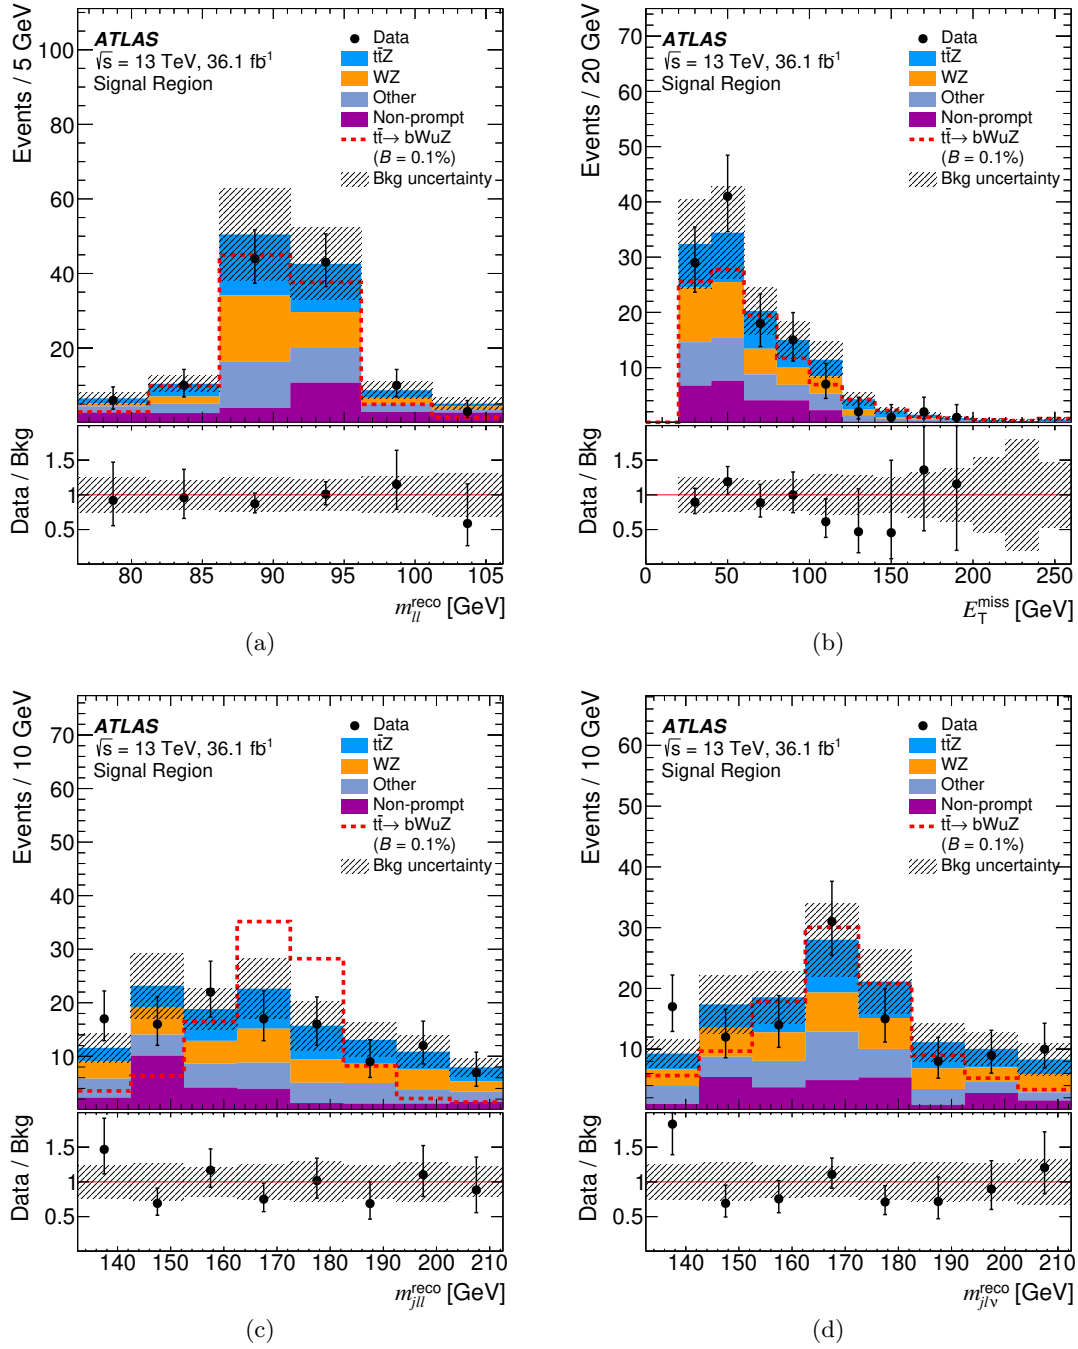 Events / 5 GeV
100
80
60
40
20
ATLAS
√s = 13 TeV, 36.1 fb⁻¹
Signal Region
Data
tt̄Z
WZ
Other
Non-prompt
tt̄→ bWuZ
(B = 0.1%)
Bkg uncertainty
Data / Bkg
1.5
1
0.5
80 85 90 95 100 105
m_ll^reco [GeV]
(a)
Events / 20 GeV
70
60
50
40
30
20
10
ATLAS
√s = 13 TeV, 36.1 fb⁻¹
Signal Region
Data
tt̄Z
WZ
Other
Non-prompt
tt̄→ bWuZ
(B = 0.1%)
Bkg uncertainty
Data / Bkg
1.5
1
0.5
0 50 100 150 200 250
E_T^miss [GeV]
(b)
Events / 10 GeV
70
60
50
40
30
20
10
ATLAS
√s = 13 TeV, 36.1 fb⁻¹
Signal Region
Data
tt̄Z
WZ
Other
Non-prompt
tt̄→ bWuZ
(B = 0.1%)
Bkg uncertainty
Data / Bkg
1.5
1
0.5
140 150 160 170 180 190 200 210
m_jll^reco [GeV]
(c)
Events / 10 GeV
60
50
40
30
20
10
ATLAS
√s = 13 TeV, 36.1 fb⁻¹
Signal Region
Data
tt̄Z
WZ
Other
Non-prompt
tt̄→ bWuZ
(B = 0.1%)
Bkg uncertainty
Data / Bkg
1.5
1
0.5
140 150 160 170 180 190 200 210
m_jlν^reco [GeV]
(d)